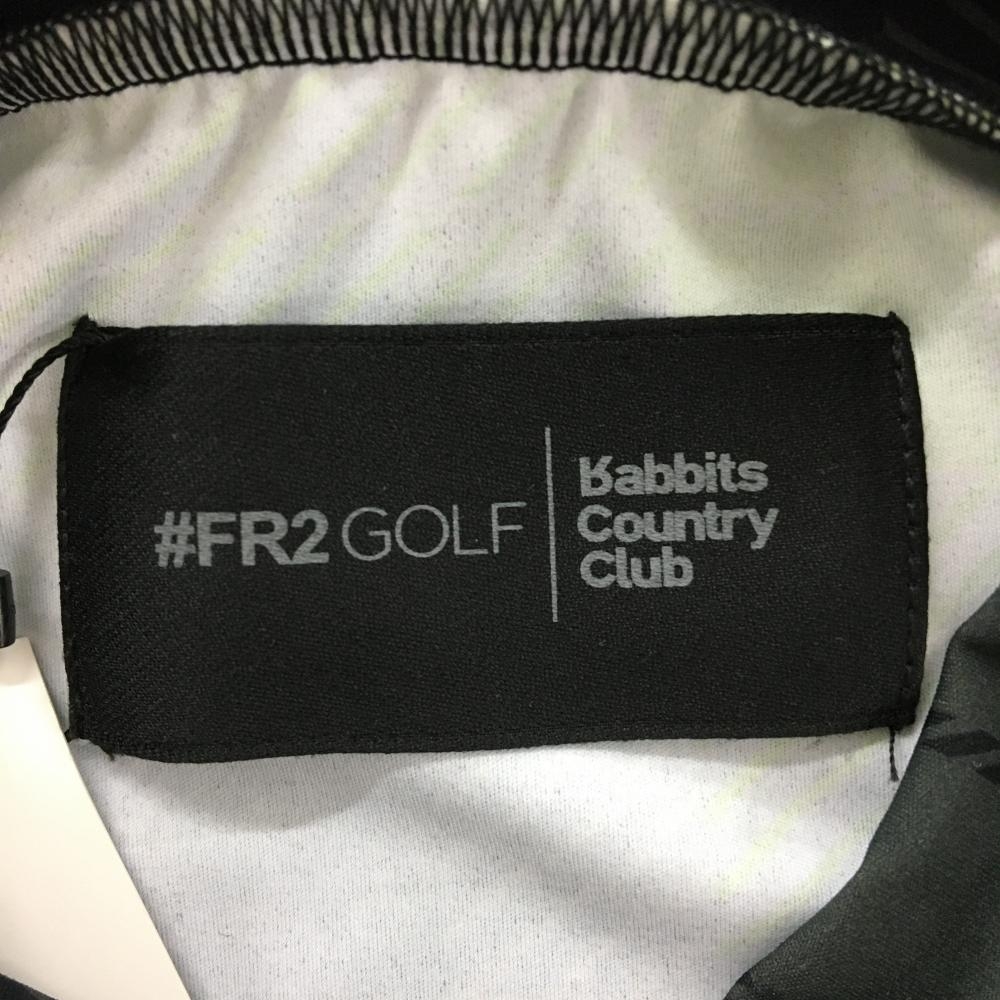 #FR2 GOLF
Rabbits
Country
Club